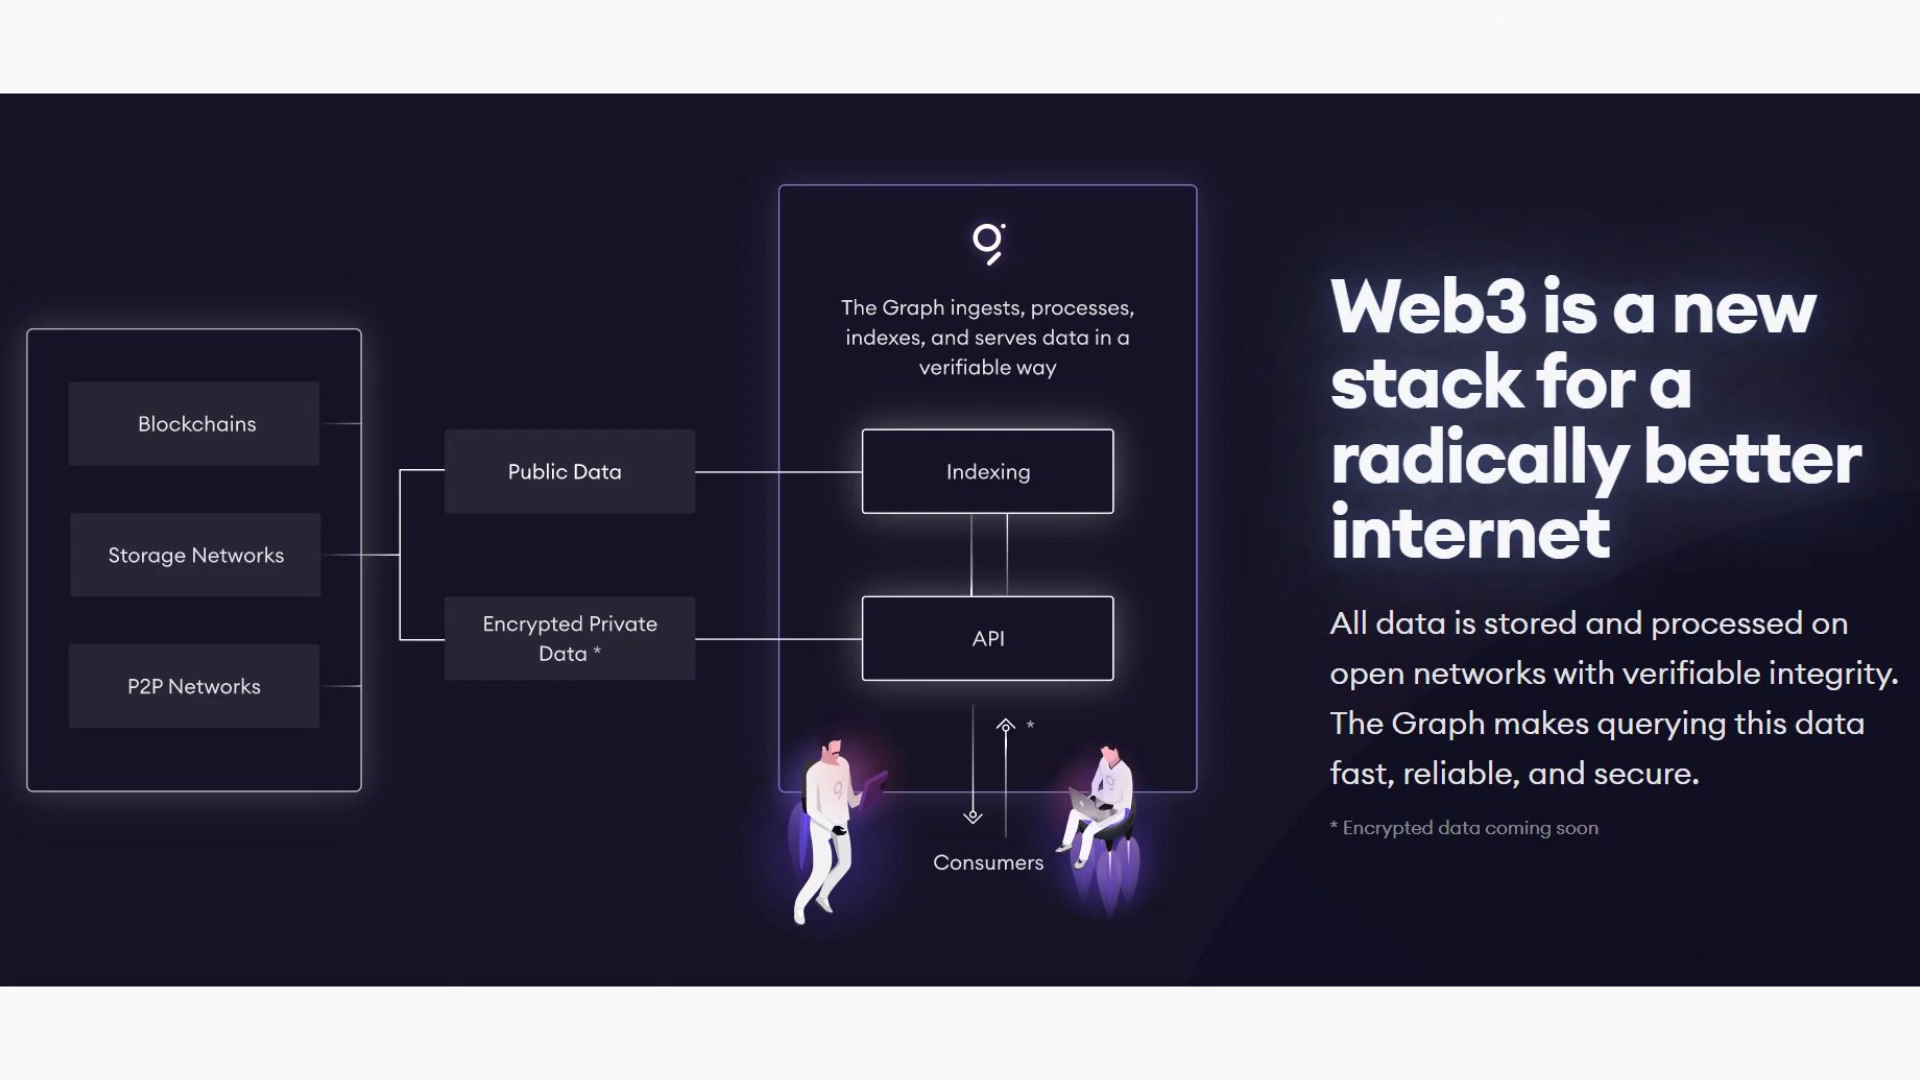 Blockchains
Storage Networks
P2P Networks
Public Data
Encrypted Private
Data *
The Graph ingests, processes,
indexes, and serves data in a
verifiable way
Indexing
API
*
Consumers
Web3 is a new
stack for a
radically better
internet
All data is stored and processed on
open networks with verifiable integrity.
The Graph makes querying this data
fast, reliable, and secure.
* Encrypted data coming soon